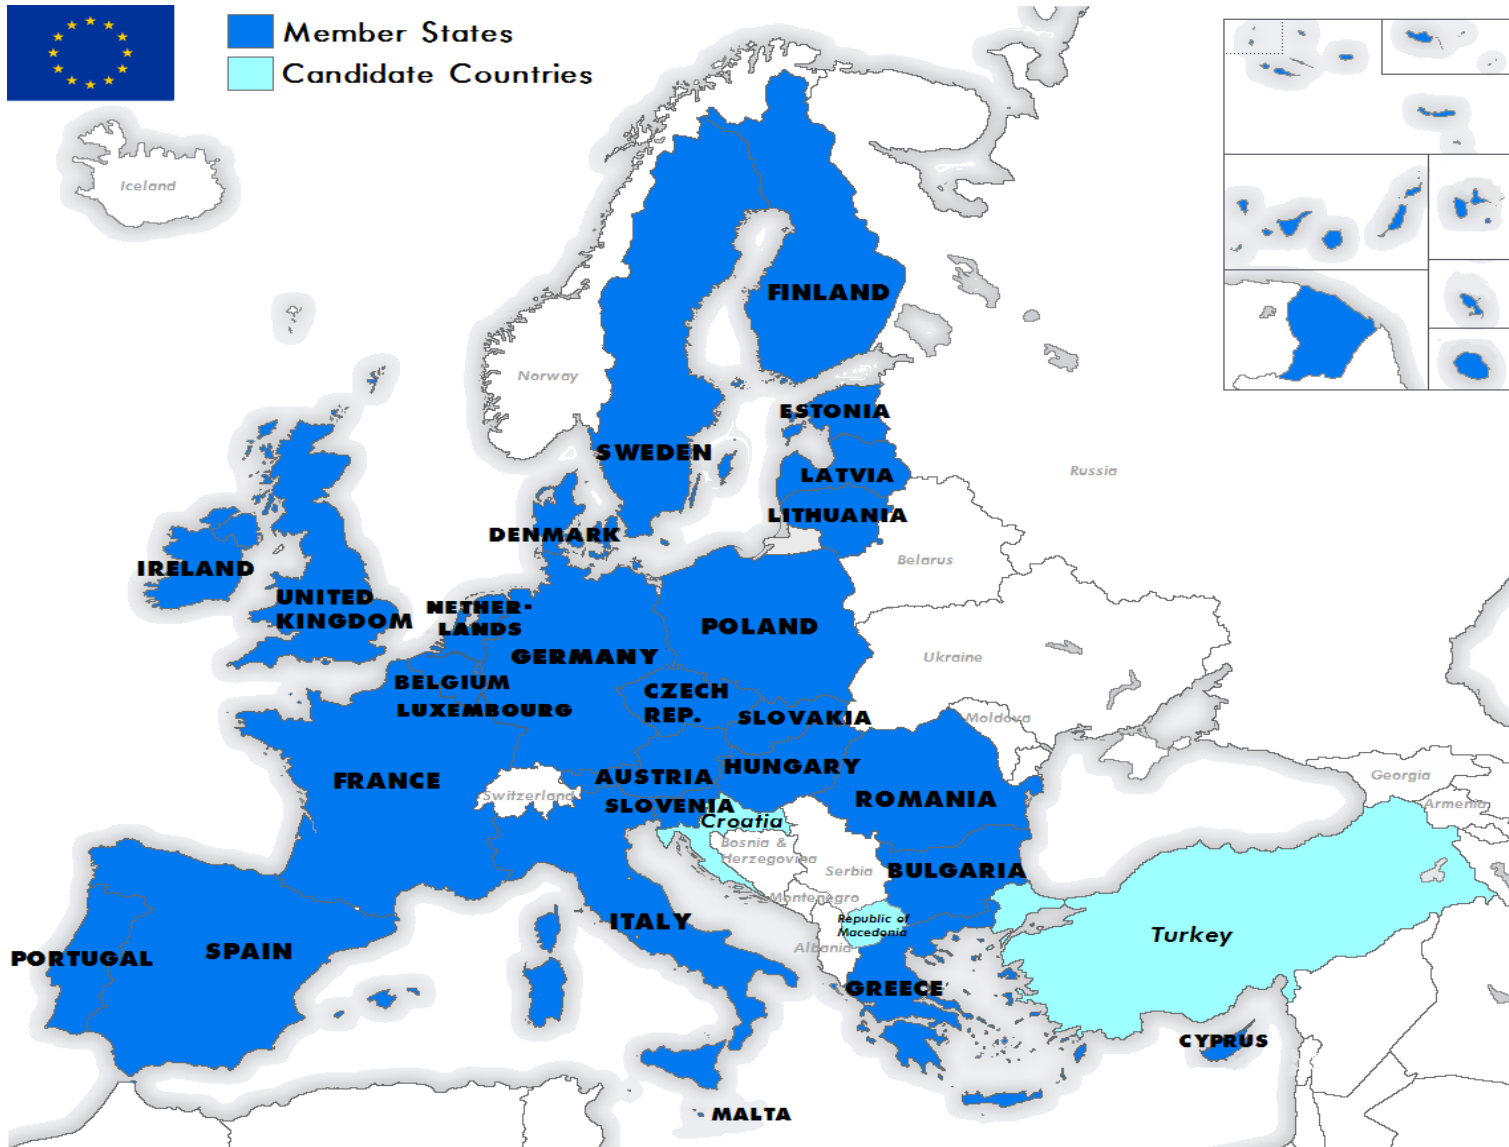 Member States
Candidate Countries
Iceland
FINLAND
Norway
ESTONIA
SWEDEN
Russia
LATVIA
LITHUANIA
DENMARK
Belarus
IRELAND
UNITED
KINGDOM
NETHER-
LANDS
POLAND
GERMANY
Ukraine
BELGIUM
CZECH
REP.
LUXEMBOURG
SLOVAKIA
Moldova
FRANCE
AUSTRIA
HUNGARY
Georgia
Switzerland
ROMANIA
SLOVENIA
Armenia
Croatia
Bosnia &
Herzegovina
Serbia
BULGARIA
Montenegro
ITALY
Republic of
Macedonia
Turkey
Albania
SPAIN
PORTUGAL
GREECE
CYPRUS
MALTA